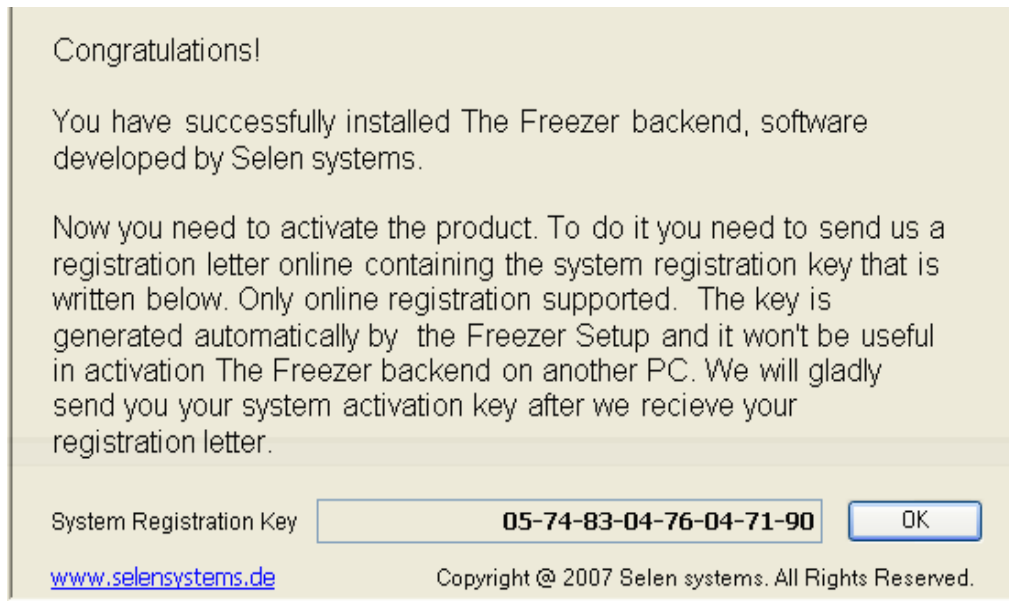 Congratulations!
You have successfully installed The Freezer backend, software
developed by Selen systems.
Now you need to activate the product. To do it you need to send us a
registration letter online containing the system registration key that is
written below. Only online registration supported. The key is
generated automatically by the Freezer Setup and it won't be useful
in activation The Freezer backend on another PC. We will gladly
send you your system activation key after we recieve your
registration letter.
System Registration Key 05-74-83-04-76-04-71-90 OK
www.selensystems.de Copyright @ 2007 Selen systems. All Rights Reserved.